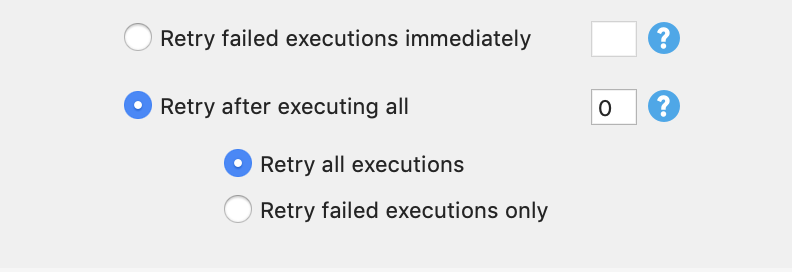 Retry failed executions immediately ?
Retry after executing all 0 ?
Retry all executions
Retry failed executions only